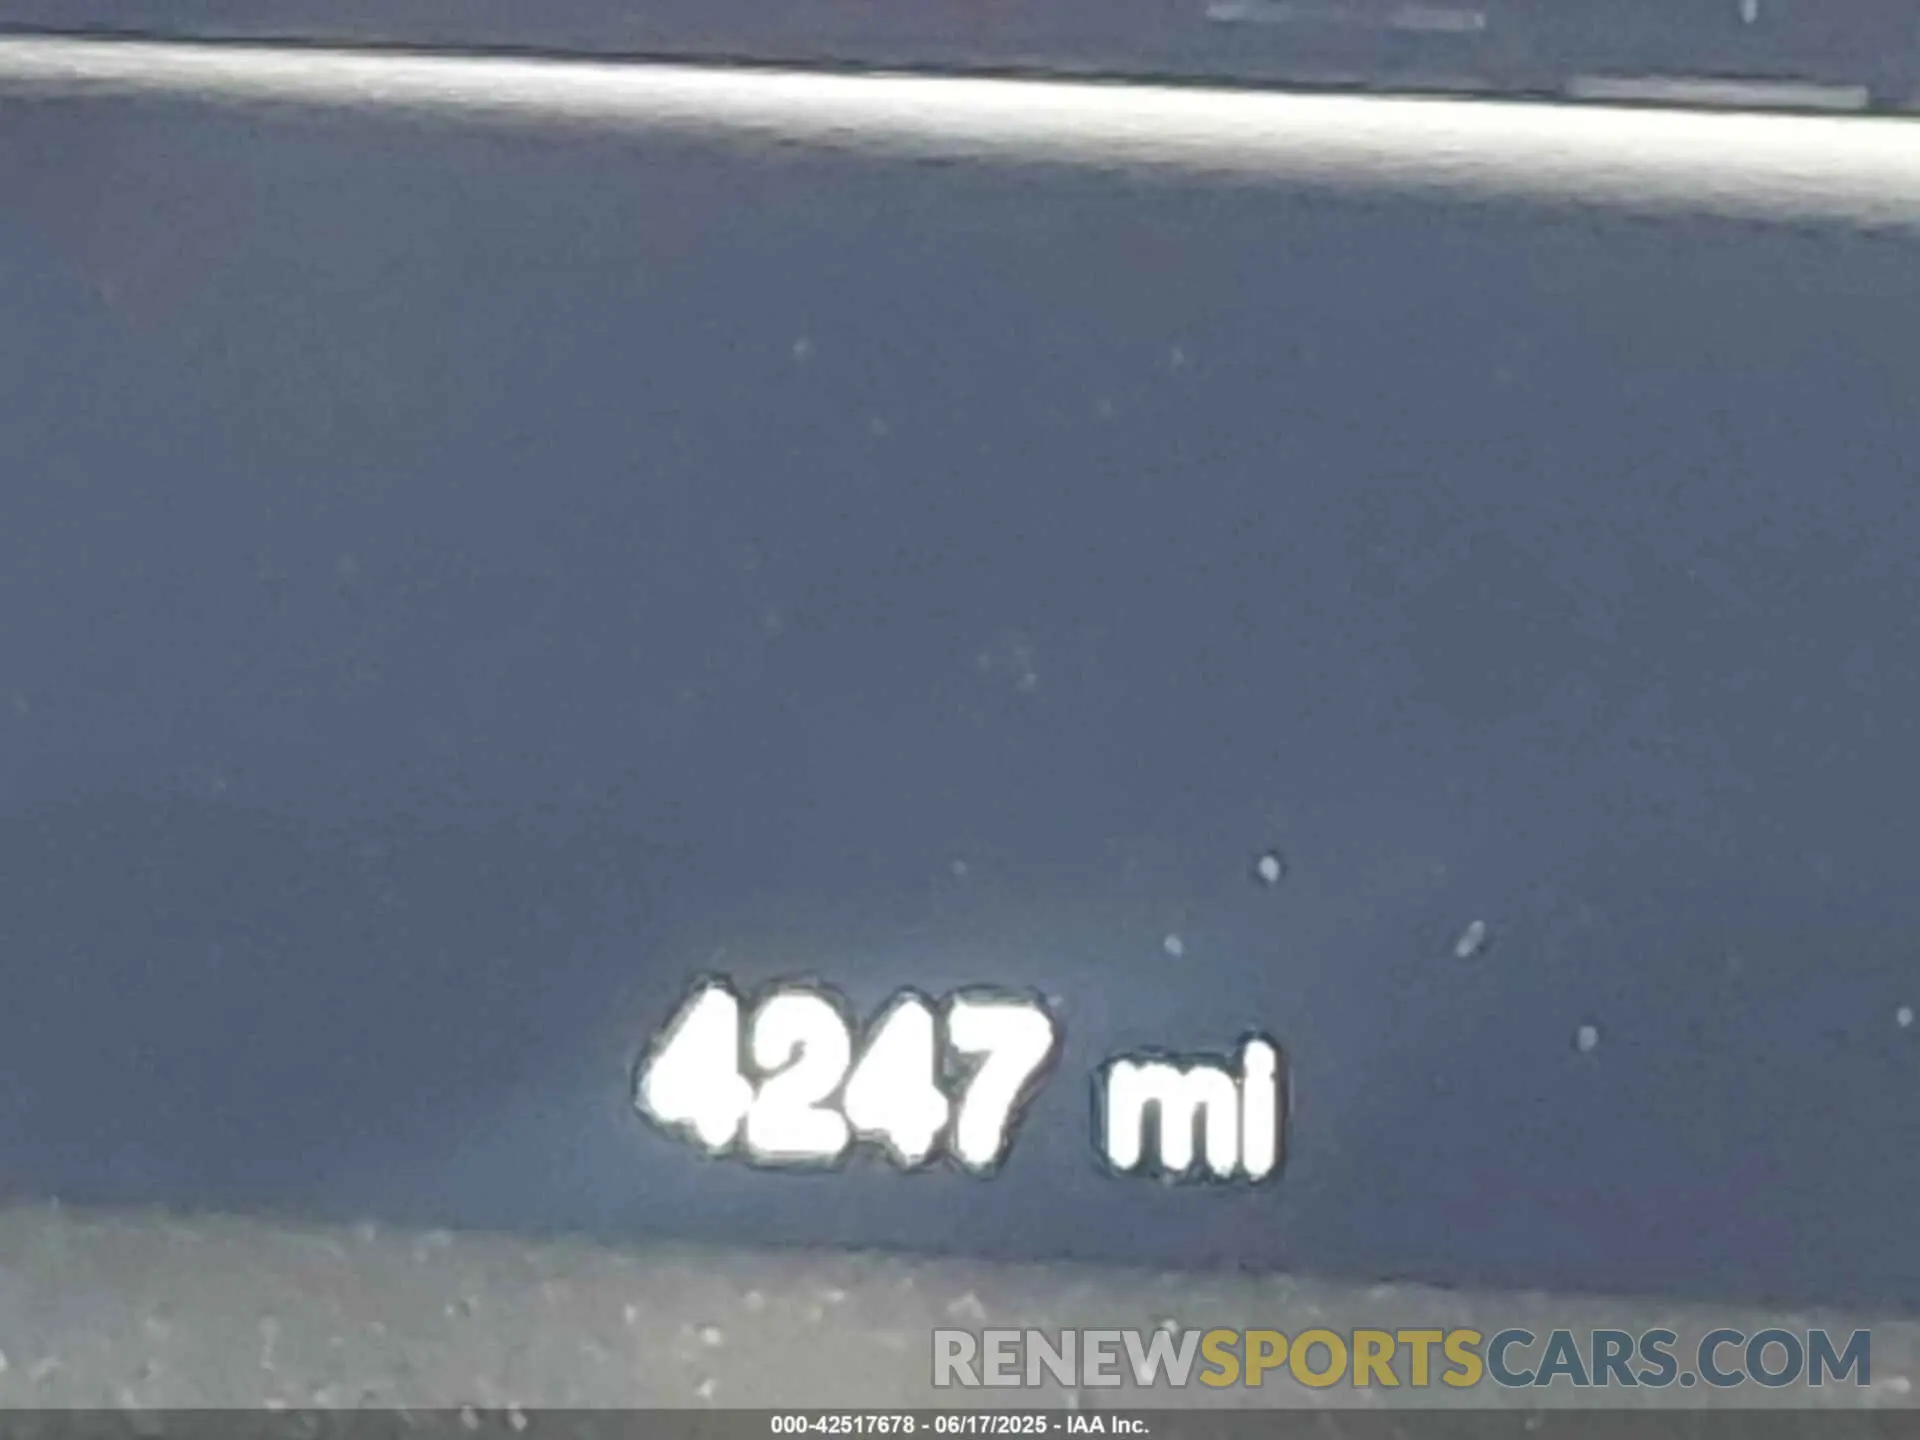 4247 mi
RENEWSPORTSCARS.COM
000-42517678 - 06/17/2025 - IAA Inc.